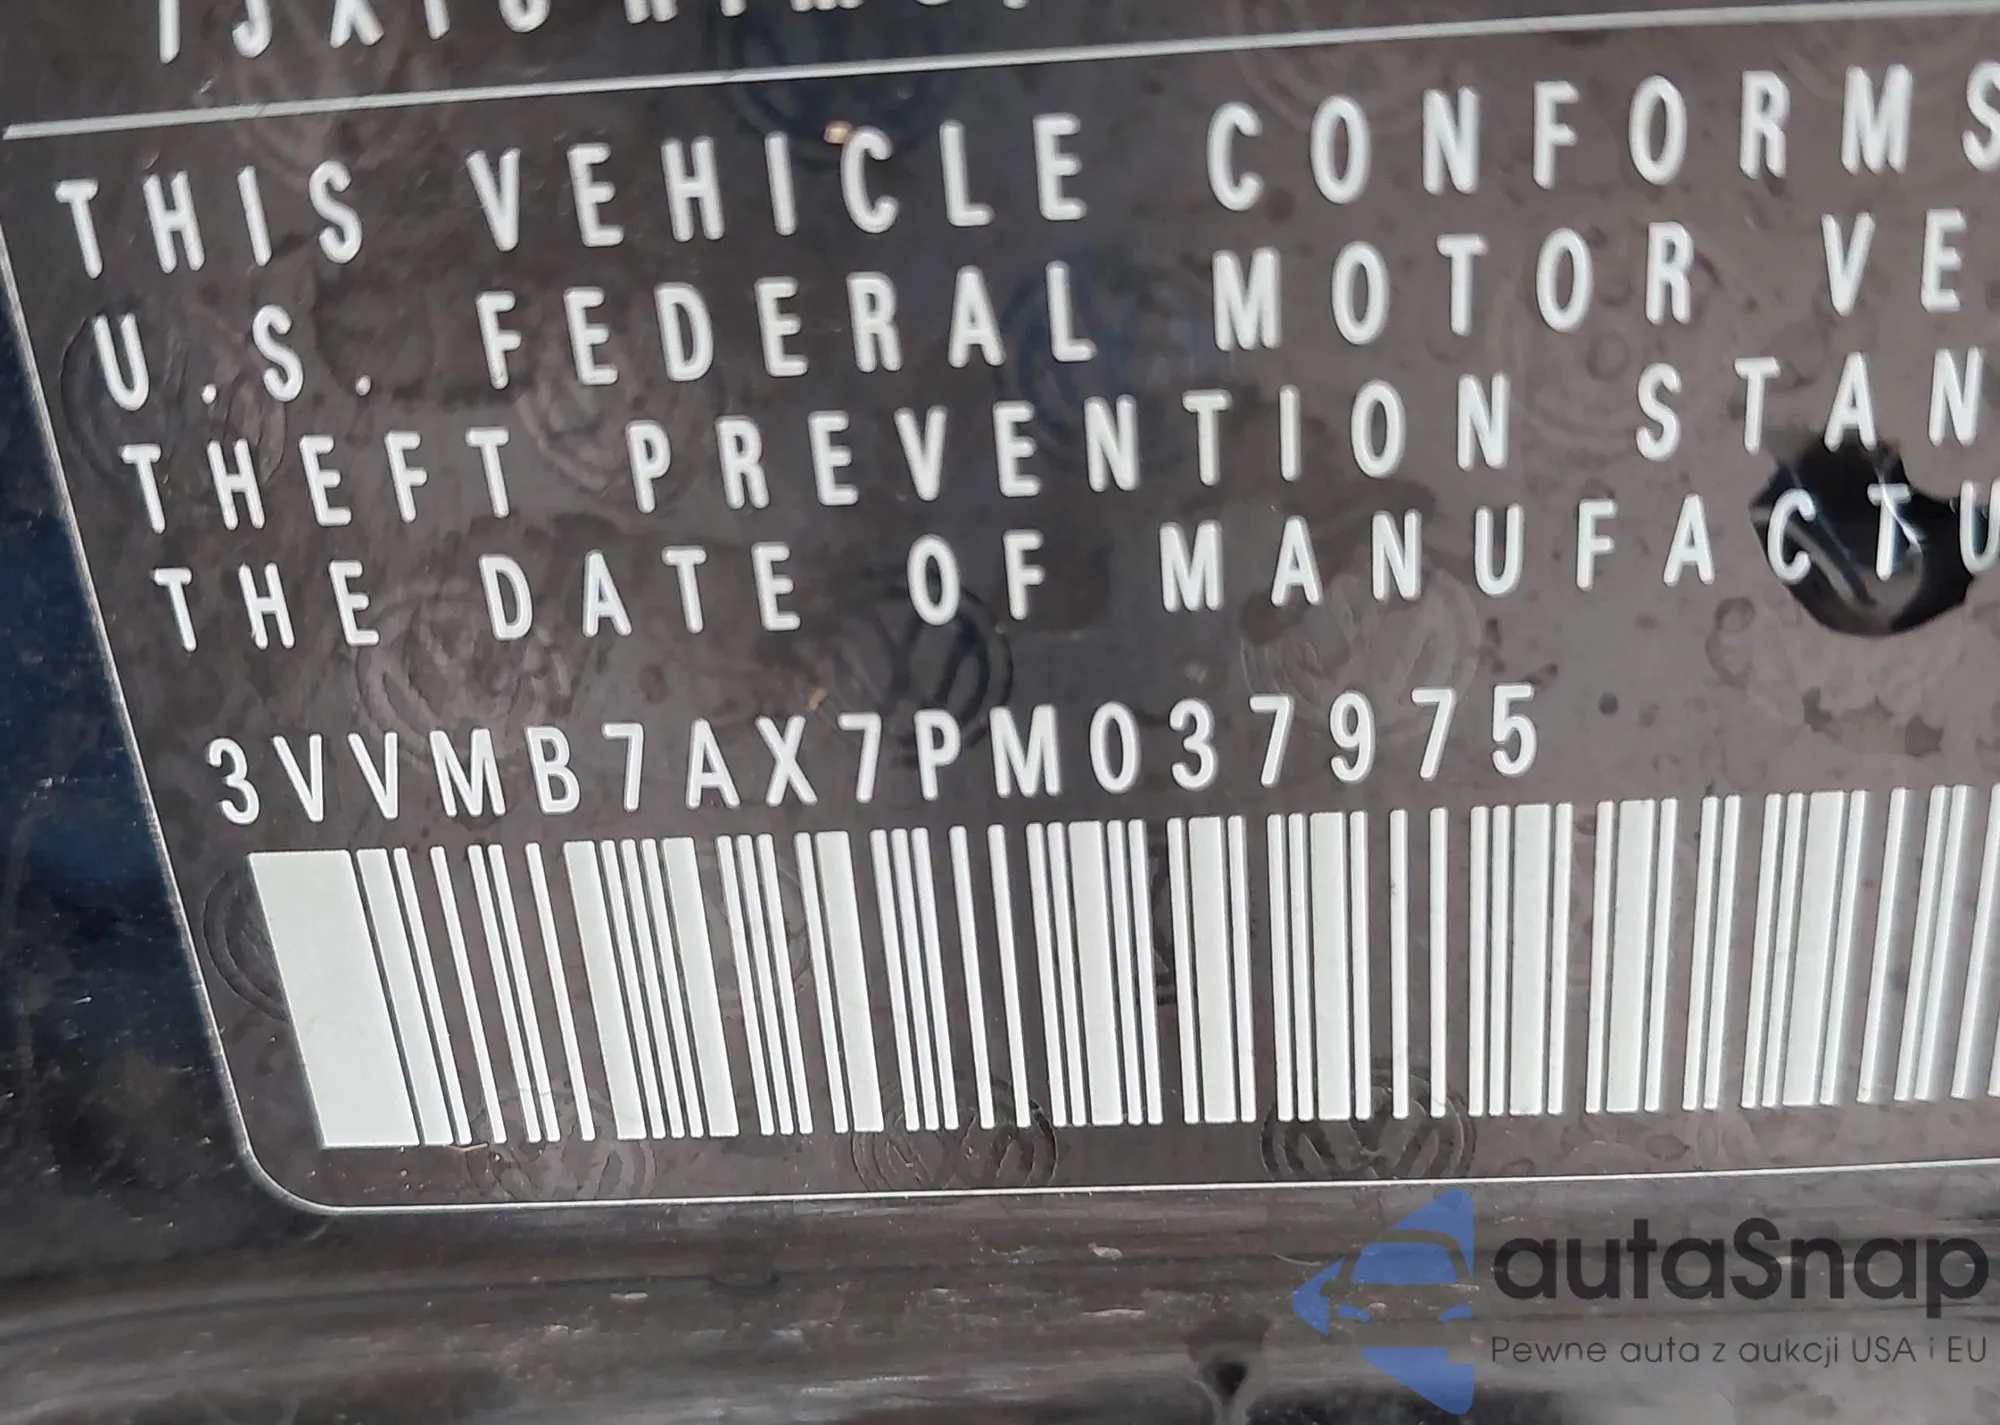 THIS VEHICLE CONFORMS
U.S. FEDERAL MOTOR VE
THEFT PREVENTION STAN
THE DATE OF MANUFACTU
3VVMB7AX7PM037975
autaSnap
Pewne auta z aukcji USA i EU